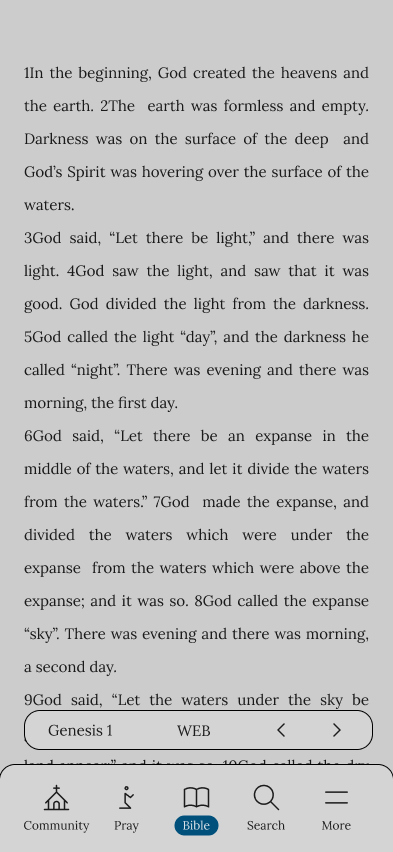 1In the beginning, God created the heavens and
the earth. 2The earth was formless and empty.
Darkness was on the surface of the deep and
God’s Spirit was hovering over the surface of the
waters.
3God said, “Let there be light,” and there was
light. 4God saw the light, and saw that it was
good. God divided the light from the darkness.
5God called the light “day”, and the darkness he
called “night”. There was evening and there was
morning, the first day.
6God said, “Let there be an expanse in the
middle of the waters, and let it divide the waters
from the waters.” 7God made the expanse, and
divided the waters which were under the
expanse from the waters which were above the
expanse; and it was so. 8God called the expanse
“sky”. There was evening and there was morning,
a second day.
9God said, “Let the waters under the sky be
Genesis 1 WEB
Community Pray Bible Search More